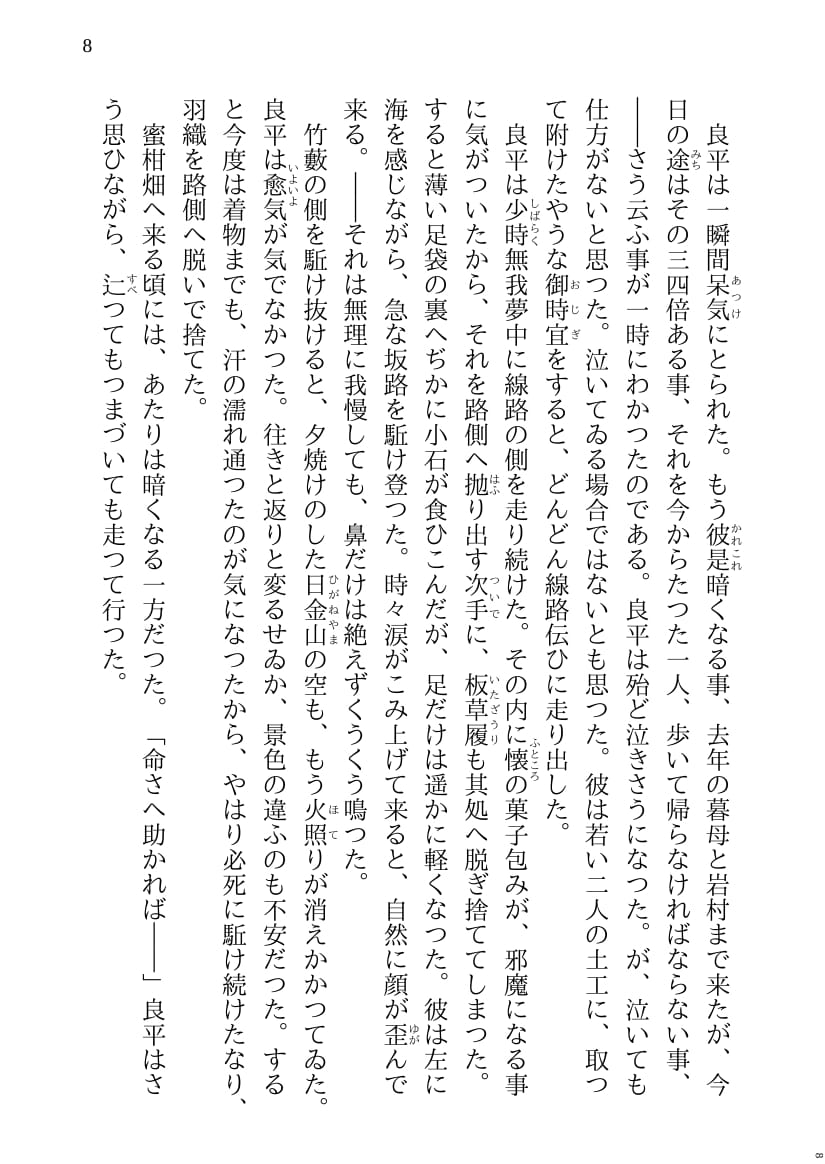 8
良平は一瞬間呆気にとられた。もう彼是暗くなる事、去年の暮母と岩村まで来たが、今
日の途はその三四倍ある事、それを今からたつた一人、歩いて帰らなければならない事、
――さう云ふ事が一時にわかつたのである。良平は殆ど泣きさうになつた。が、泣いても
仕方がないと思つた。泣いてゐる場合ではないとも思つた。彼は若い二人の土工に、取つ
て附けたやうな御時宜をすると、どんどん線路伝ひに走り出した。
良平は少時無我夢中に線路の側を走り続けた。その内に懐の菓子包みが、邪魔になる事
に気がついたから、それを路側へ抛り出す次手に、板草履も其処へ脱ぎ捨ててしまつた。
すると薄い足袋の裏へぢかに小石が食ひこんだが、足だけは遥かに軽くなつた。彼は左に
海を感じながら、急な坂路を駈け登つた。時々涙がこみ上げて来ると、自然に顔が歪んで
来る。――それは無理に我慢しても、鼻だけは絶えずくうくう鳴つた。
竹藪の側を駈け抜けると、夕焼けのした日金山の空も、もう火照りが消えかかつてゐた。
良平は愈気が気でなかつた。往きと返りと変るせゐか、景色の違ふのも不安だつた。する
と今度は着物までも、汗の濡れ通つたのが気になつたから、やはり必死に駈け続けたなり、
羽織を路側へ脱いで捨てた。
蜜柑畑へ来る頃には、あたりは暗くなる一方だつた。「命さへ助かれば――」良平はさ
う思ひながら、辷つてもつまづいても走つて行つた。
8